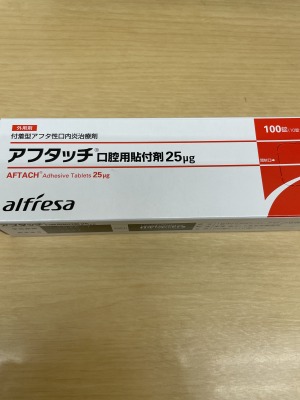 外用剤
付着型アフタ性口内炎治療剤
アフタッチ®口腔用貼付剤25μg
AFTACH® Adhesive Tablets 25μg
100錠
alfresa